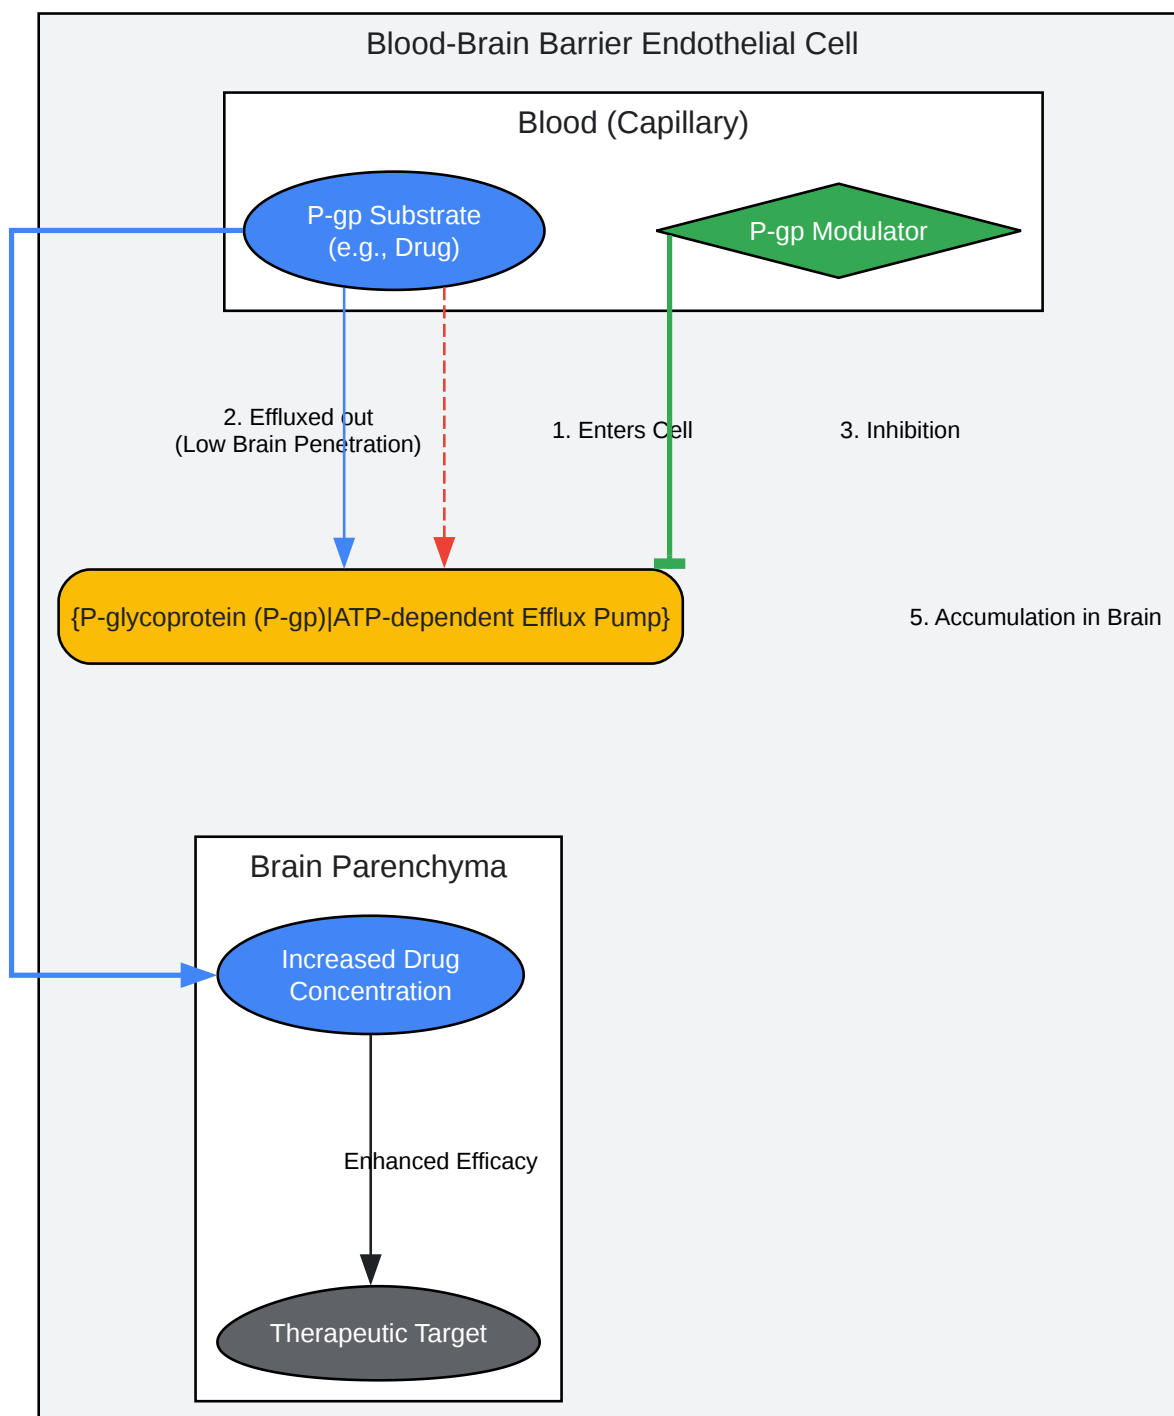 Blood-Brain Barrier Endothelial Cell
Blood (Capillary)
P-gp Substrate
(e.g., Drug)
P-gp Modulator
2. Effluxed out
(Low Brain Penetration)
1. Enters Cell
3. Inhibition
{P-glycoprotein (P-gp)|ATP-dependent Efflux Pump}
5. Accumulation in Brain
Brain Parenchyma
Increased Drug
Concentration
Enhanced Efficacy
Therapeutic Target